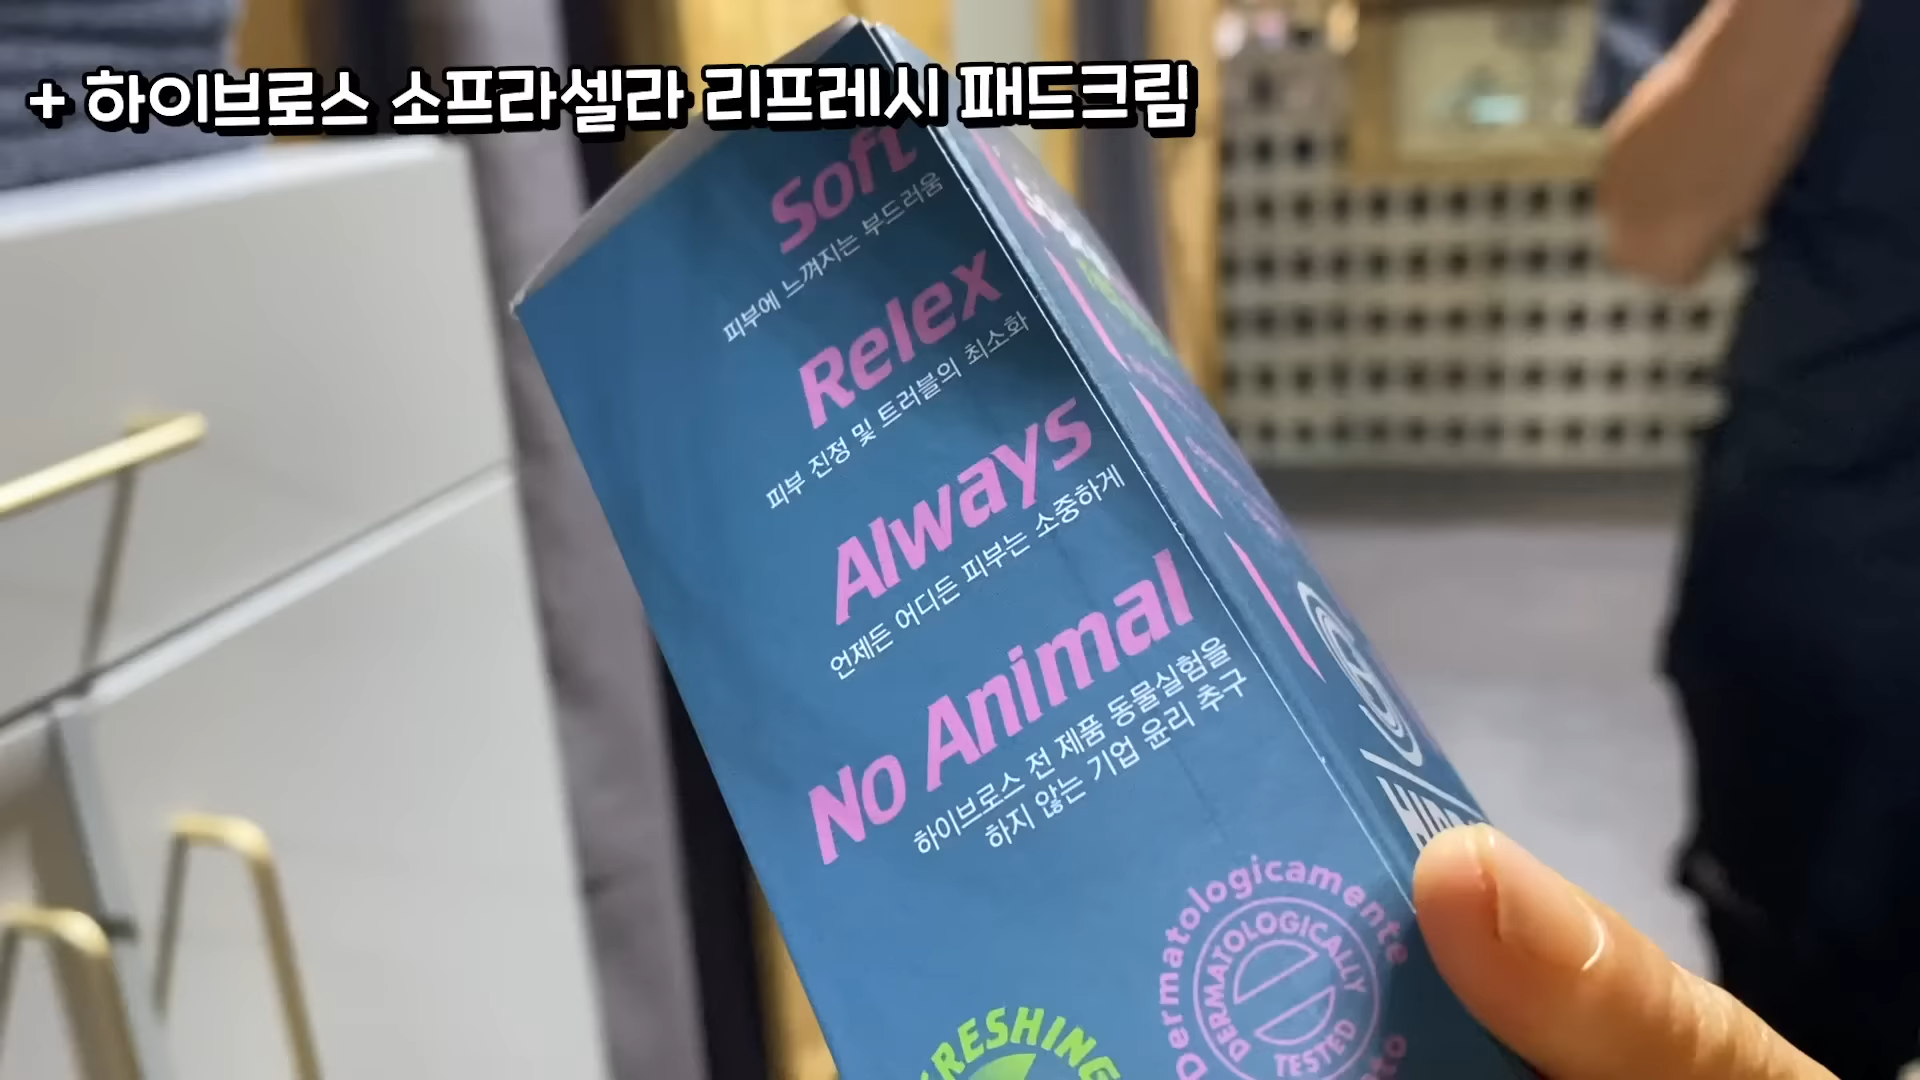 + 하이브로스 소프라셀라 리프레시 패드크림
Soft
피부에 느껴지는 부드러움
Relex
피부 진정 및 트러블의 최소화
Always
언제든 어디든 피부는 소중하게
No Animal
하이브로스 전 제품 동물실험을
하지 않는 기업 윤리 추구
Dermatologicamente
DERMATOLOGICALLY
TESTED